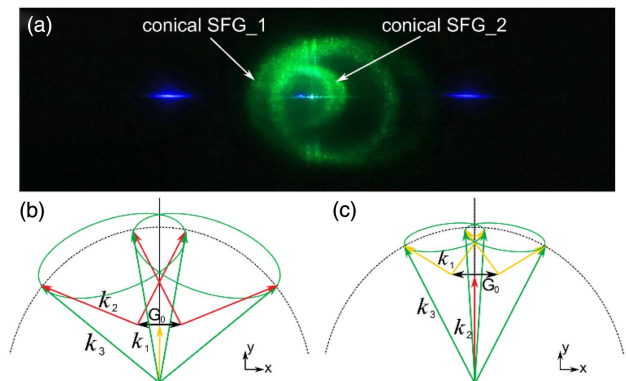 (a)
conical SFG_1
conical SFG_2
(b)
k₂
G₀
k₁
k₃
y
x
(c)
k₁
G₀
k₃
k₂
y
x